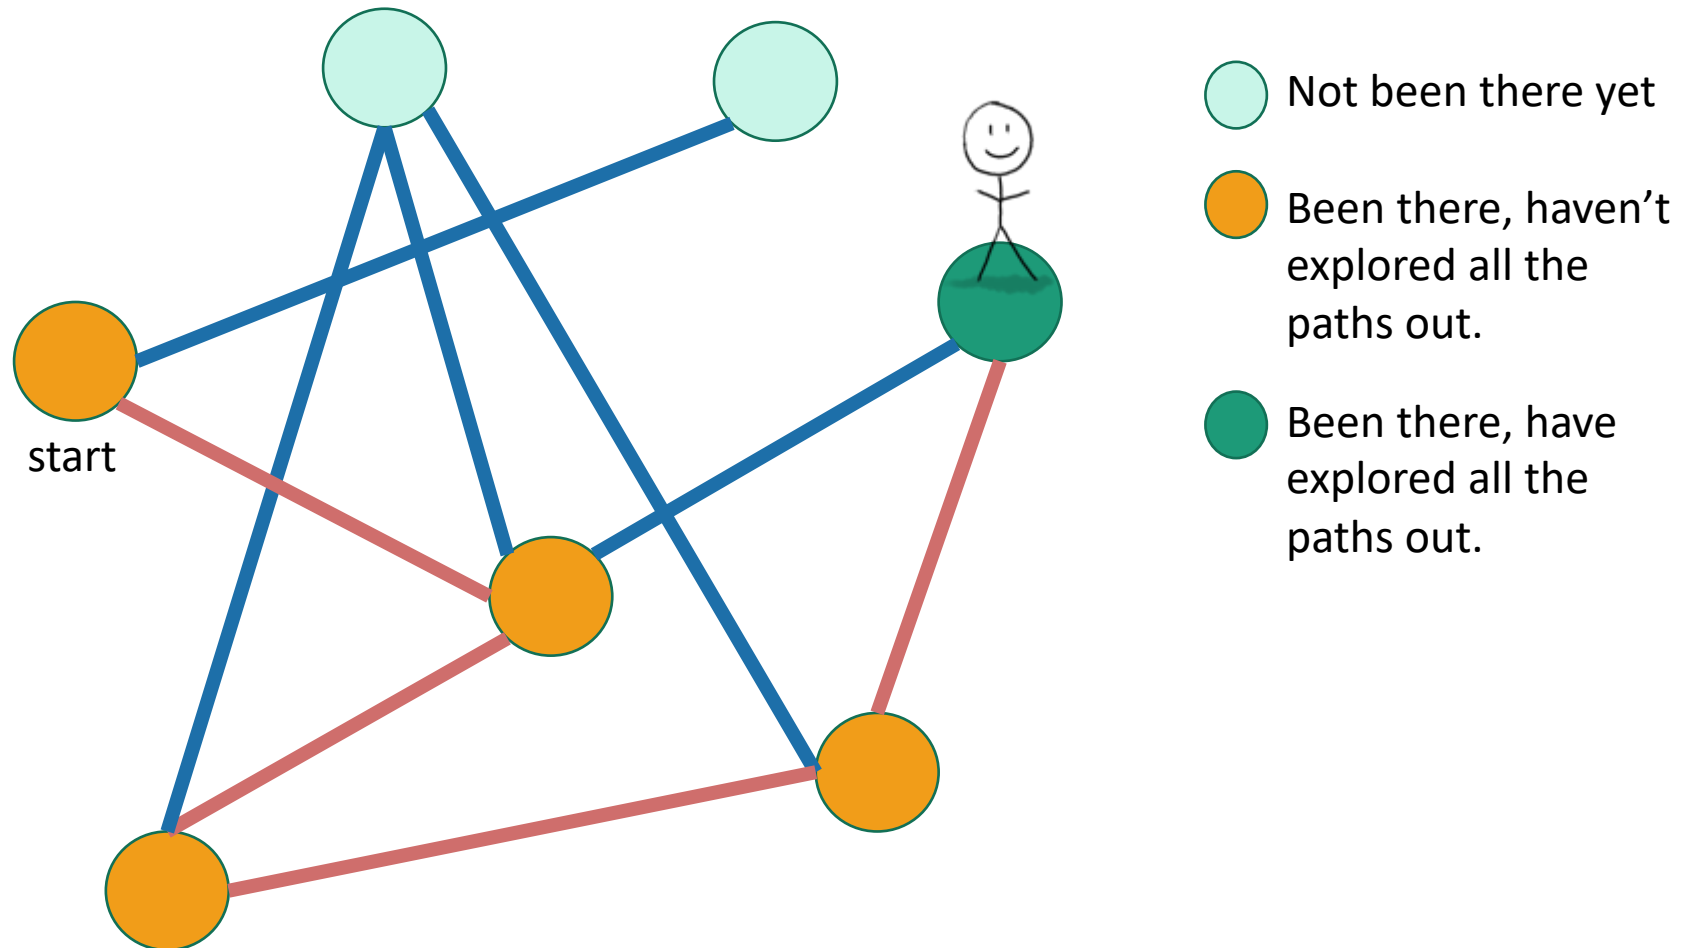 Not been there yet
Been there, haven’t
explored all the
paths out.
Been there, have
explored all the
paths out.
start